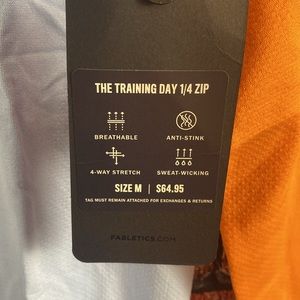 THE TRAINING DAY 1/4 ZIP
BREATHABLE
ANTI-STINK
4-WAY STRETCH
SWEAT-WICKING
SIZE M | $64.95
TAG MUST REMAIN ATTACHED FOR EXCHANGES & RETURNS
FABLETICS.COM